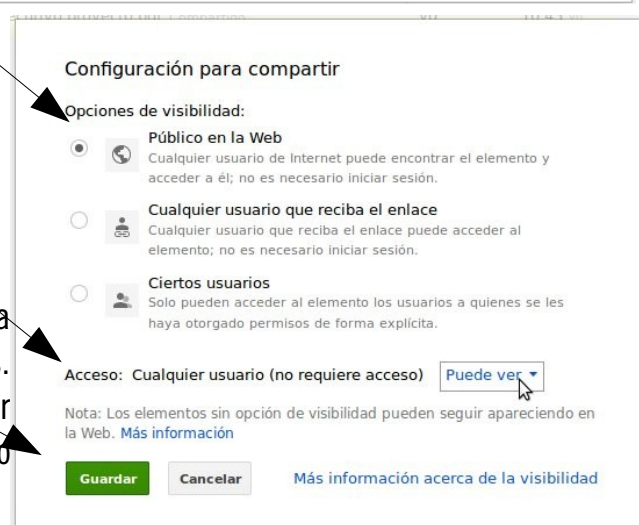 Configuración para compartir
Opciones de visibilidad:
Público en la Web
Cualquier usuario de Internet puede encontrar el elemento y
acceder a él; no es necesario iniciar sesión.
Cualquier usuario que reciba el enlace
Cualquier usuario que reciba el enlace puede acceder al
elemento; no es necesario iniciar sesión.
Ciertos usuarios
Solo pueden acceder al elemento los usuarios a quienes se les
haya otorgado permisos de forma explícita.
Acceso: Cualquier usuario (no requiere acceso) Puede ver
Nota: Los elementos sin opción de visibilidad pueden seguir apareciendo en
la Web. Más información
Guardar Cancelar Más información acerca de la visibilidad